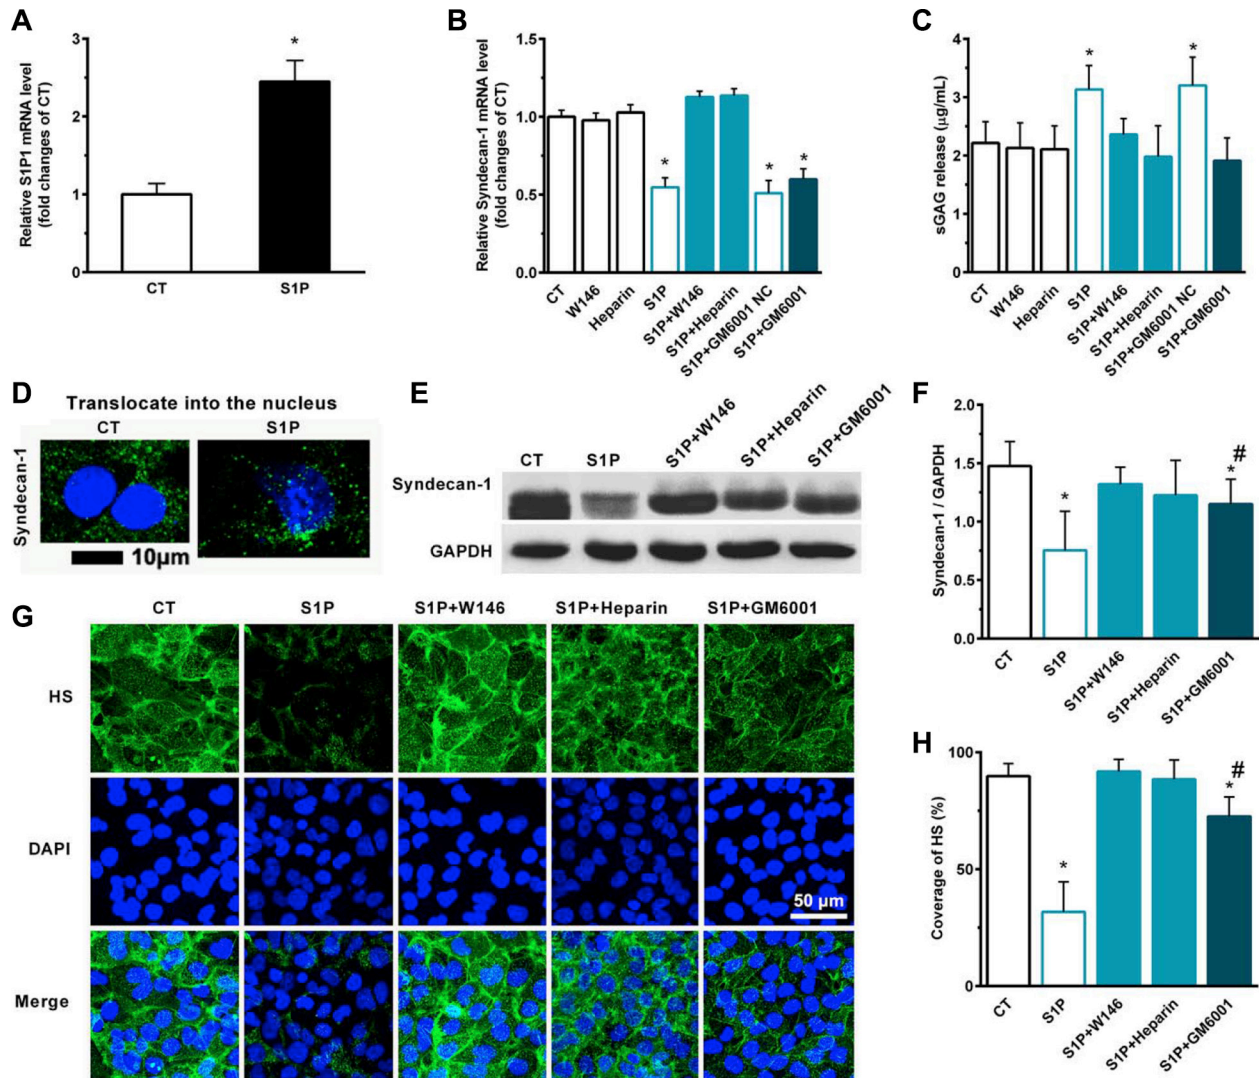 A
Relative S1P1 mRNA level
(fold changes of CT)
3
2
1
0
*
CT
S1P
B
Relative Syndecan-1 mRNA level
(fold changes of CT)
1.5
1.0
0.5
0.0
*
*
*
CT
W146
Heparin
S1P
S1P+W146
S1P+Heparin
S1P+GM6001 NC
S1P+GM6001
C
sGAG release (μg/mL)
4
3
2
1
0
*
*
CT
W146
Heparin
S1P
S1P+W146
S1P+Heparin
S1P+GM6001 NC
S1P+GM6001
D
Translocate into the nucleus
CT
S1P
Syndecan-1
10μm
E
CT
S1P
S1P+W146
S1P+Heparin
S1P+GM6001
Syndecan-1
GAPDH
F
Syndecan-1 / GAPDH
2.0
1.5
1.0
0.5
0.0
*
* #
CT
S1P
S1P+W146
S1P+Heparin
S1P+GM6001
G
CT
S1P
S1P+W146
S1P+Heparin
S1P+GM6001
HS
DAPI
50 μm
Merge
H
Coverage of HS (%)
100
50
0
*
* #
CT
S1P
S1P+W146
S1P+Heparin
S1P+GM6001